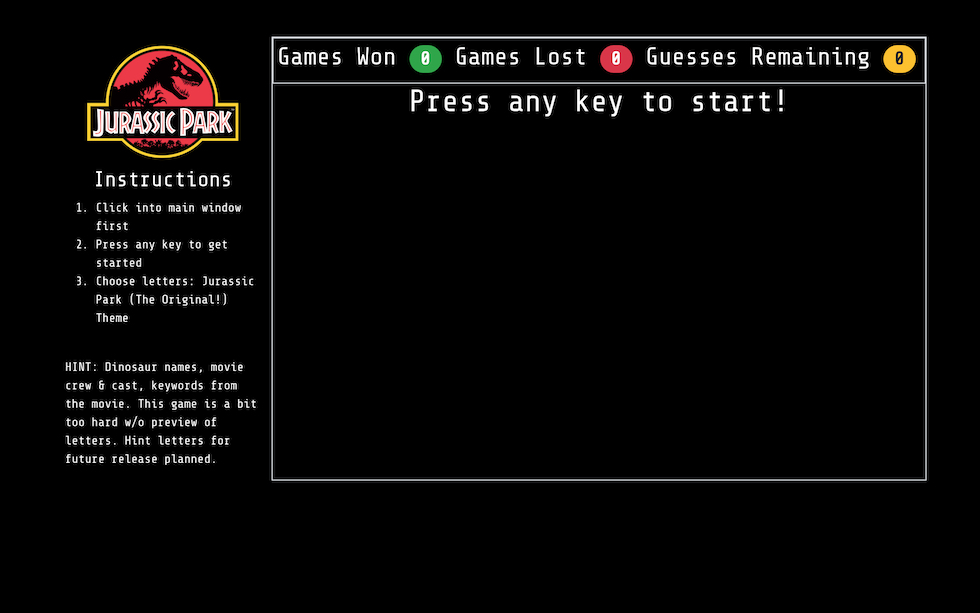 JURASSIC PARK
Instructions
1. Click into main window
first
2. Press any key to get
started
3. Choose letters: Jurassic
Park (The Original!)
Theme
HINT: Dinosaur names, movie
crew & cast, keywords from
the movie. This game is a bit
too hard w/o preview of
letters. Hint letters for
future release planned.
Games Won 0 Games Lost 0 Guesses Remaining 0
Press any key to start!